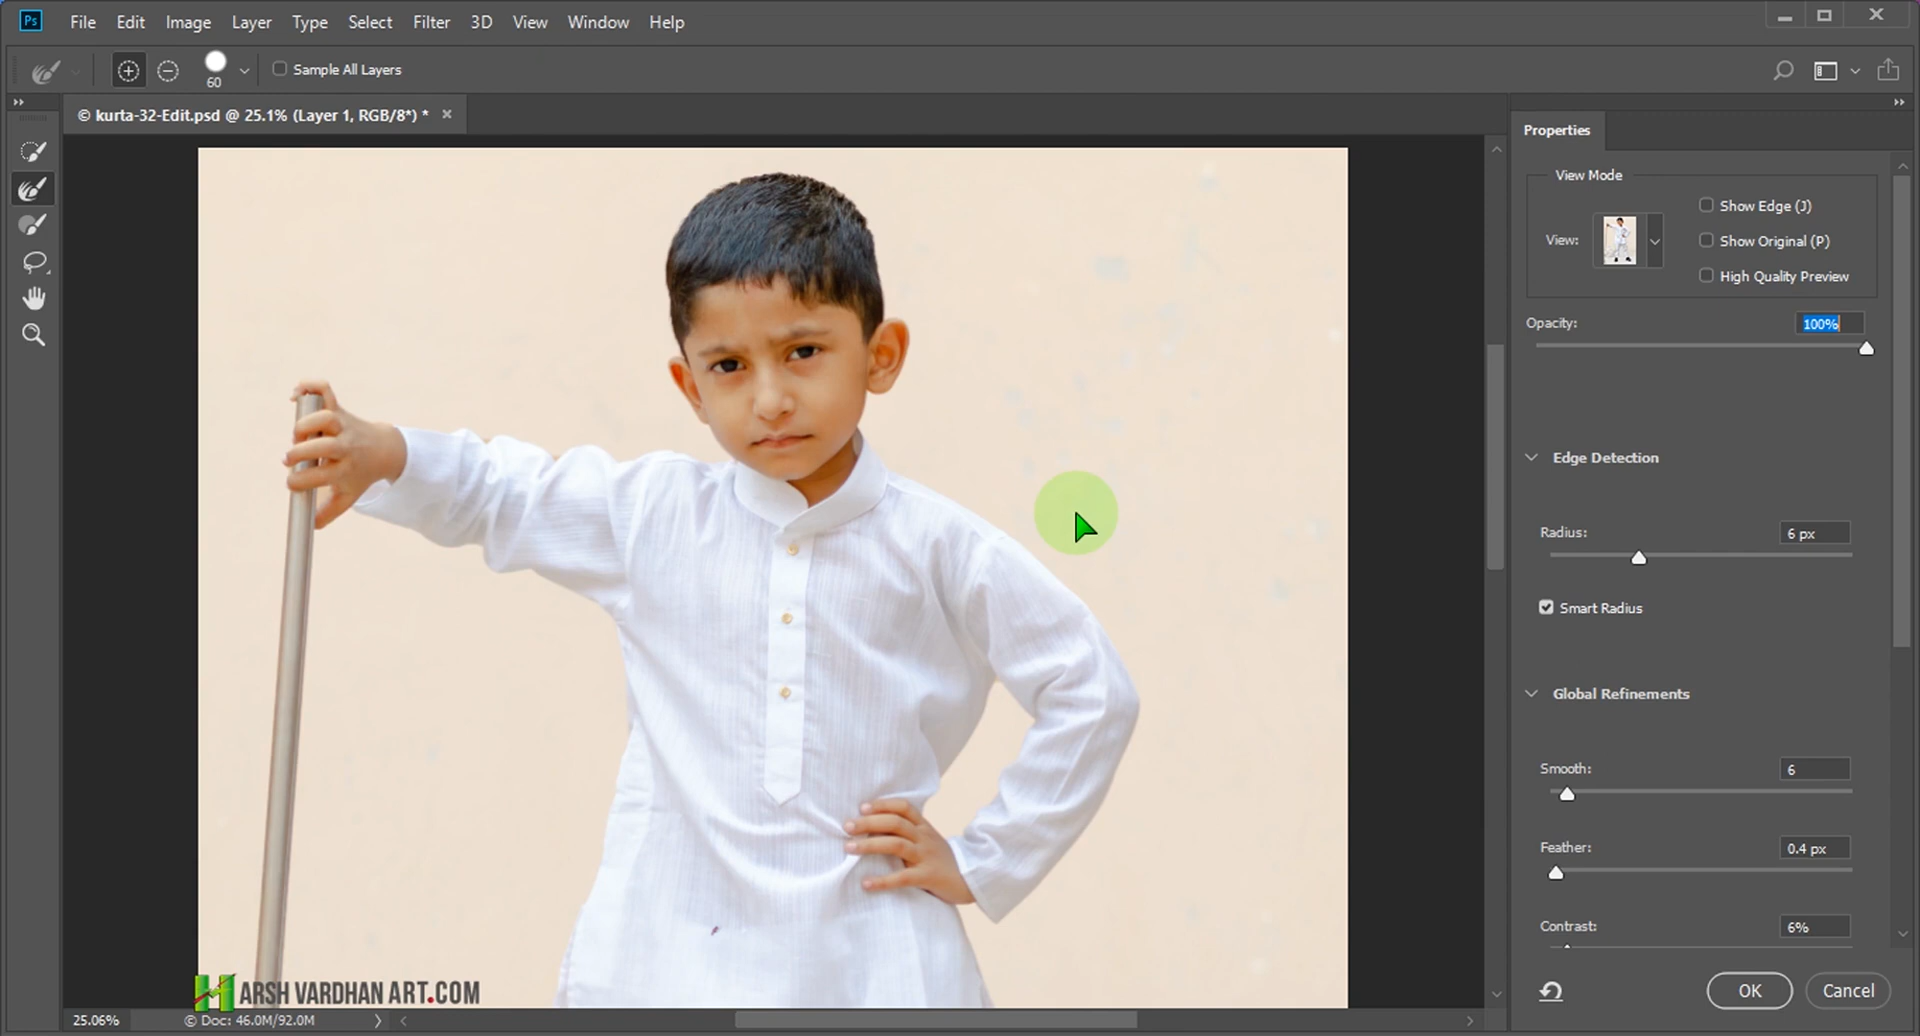 Ps File Edit Image Layer Type Select Filter 3D View Window Help
60 Sample All Layers
© kurta-32-Edit.psd @ 25.1% (Layer 1, RGB/8*) *
Properties
View Mode
Show Edge (J)
View: Show Original (P)
High Quality Preview
Opacity: 100%
Edge Detection
Radius: 6 px
Smart Radius
Global Refinements
Smooth: 6
Feather: 0.4 px
Contrast: 6%
HARSH VARDHAN ART.COM
OK Cancel
25.06% © Doc: 46.0M/92.0M